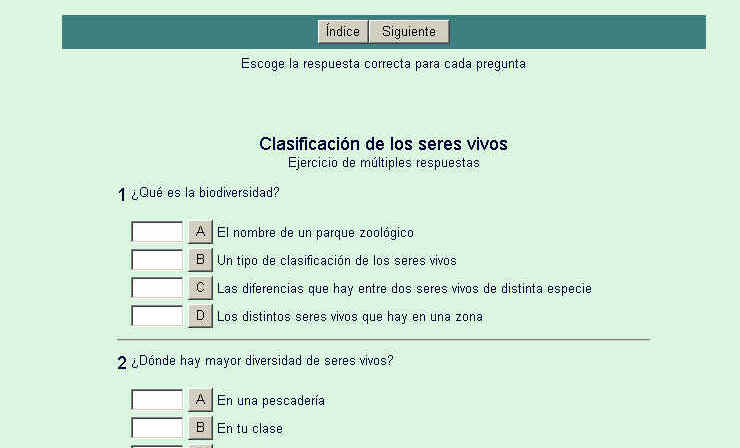 Índice Siguiente
Escoge la respuesta correcta para cada pregunta
Clasificación de los seres vivos
Ejercicio de múltiples respuestas
1 ¿Qué es la biodiversidad?
A El nombre de un parque zoológico
B Un tipo de clasificación de los seres vivos
C Las diferencias que hay entre dos seres vivos de distinta especie
D Los distintos seres vivos que hay en una zona
2 ¿Dónde hay mayor diversidad de seres vivos?
A En una pescadería
B En tu clase